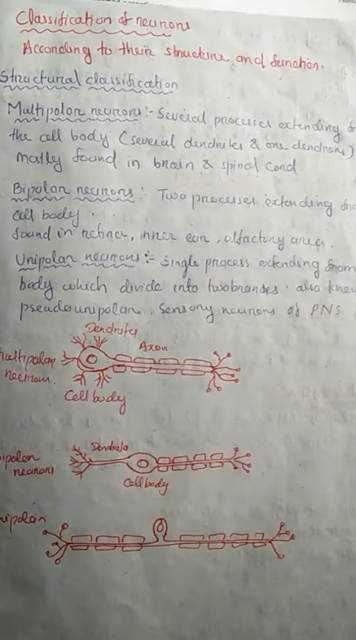 Classification of neurons
According to their structure and function.
Structural classification
Multipolar neurons :- Several processes extending
the cell body (several dendrites & one dendrons)
mostly found in brain & spinal cord
Bipolar neurons :- Two processes extending
cell body.
found in retina, inner ear, olfactory area.
Unipolar neurons :- Single process extending from
body which divide into two branches. also
pseudounipolar. Sensory neurons of PNS
Dendrites
Axon
multipolar
neurons
Cell body
Dendrite
bipolar
neurons
Cell body
unipolar